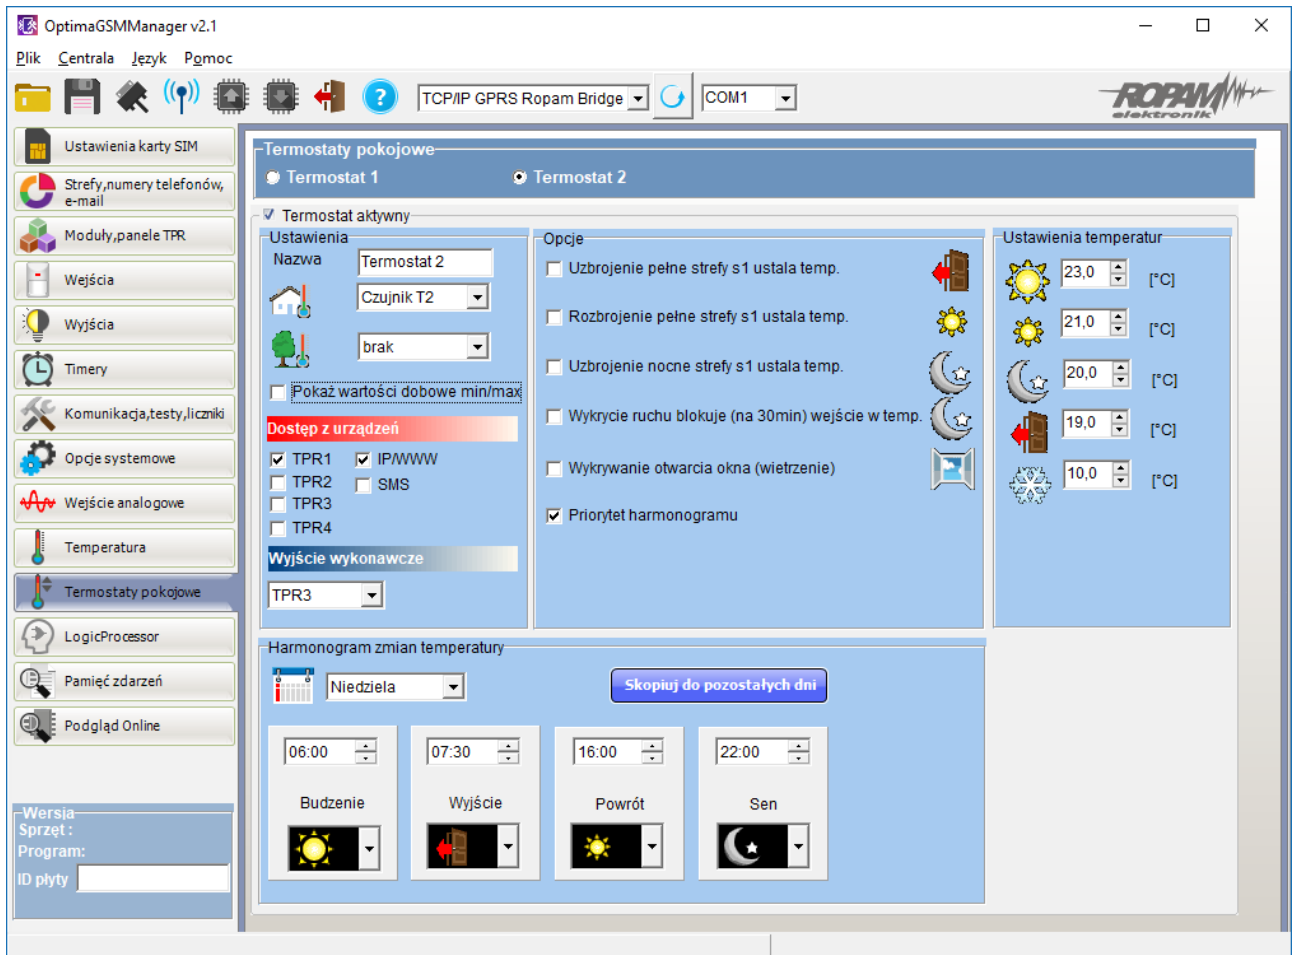 OptimaGSMManager v2.1
Plik Centrala Język Pomoc
TCP/IP GPRS Ropam Bridge COM1
ROPAM
elektronik
Ustawienia karty SIM
Strefy,numery telefonów,
e-mail
Moduły,panele TPR
Wejścia
Wyjścia
Timery
Komunikacja,testy,liczniki
Opcje systemowe
Wejście analogowe
Temperatura
Termostaty pokojowe
LogicProcessor
Pamięć zdarzeń
Podgląd Online
Wersja
Sprzęt :
Program:
ID płyty
Termostaty pokojowe
Termostat 1 Termostat 2
Termostat aktywny
Ustawienia
Nazwa Termostat 2
Czujnik T2
brak
Pokaż wartości dobowe min/max
Dostęp z urządzeń
TPR1 IP/WWW
TPR2 SMS
TPR3
TPR4
Wyjście wykonawcze
TPR3
Opcje
Uzbrojenie pełne strefy s1 ustala temp.
Rozbrojenie pełne strefy s1 ustala temp.
Uzbrojenie nocne strefy s1 ustala temp.
Wykrycie ruchu blokuje (na 30min) wejście w temp.
Wykrywanie otwarcia okna (wietrzenie)
Priorytet harmonogramu
Ustawienia temperatur
23,0 [°C]
21,0 [°C]
20,0 [°C]
19,0 [°C]
10,0 [°C]
Harmonogram zmian temperatury
Niedziela Skopiuj do pozostałych dni
06:00 07:30 16:00 22:00
Budzenie Wyjście Powrót Sen